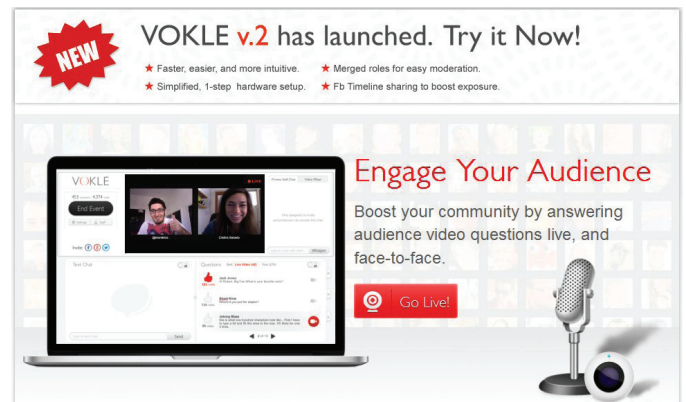 NEW
VOKLE v.2 has launched. Try it Now!
★ Faster, easier, and more intuitive.
★ Merged roles for easy moderation.
★ Simplified, 1-step hardware setup.
★ Fb Timeline sharing to boost exposure.
VOKLE
End Event
Invite:
Text Chat
Questions
Send
Engage Your Audience
Boost your community by answering
audience video questions live, and
face-to-face.
Go Live!